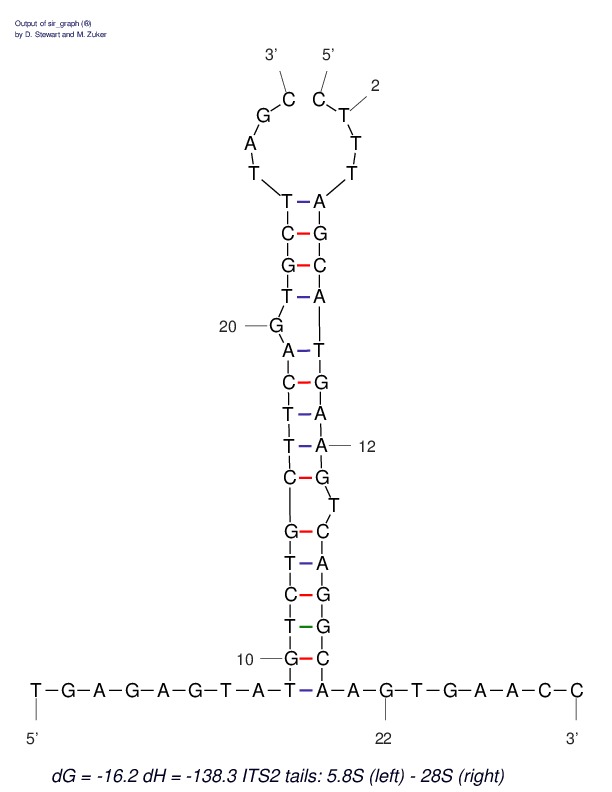 Output of sir_graph (®)
by D. Stewart and M. Zuker
3' 5'
C C
2
G T
A T
T T
T A
C G
G C
T A
20 G
A T
C G
T A
T A 12
C G
T
G C
T A
C G
T G
10 G C
T-G-A-G-A-G-T-A-T A-A-G-T-G-A-A-C-C
5' 22 3'
dG = -16.2 dH = -138.3 ITS2 tails: 5.8S (left) - 28S (right)